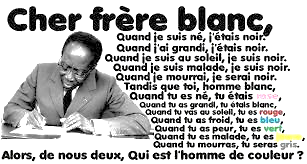 Cher frère blanc,
Quand je suis né, j'étais noir.
Quand j'ai grandi, j'étais noir.
Quand je suis au soleil, je suis noir.
Quand je suis malade, je suis noir.
Quand je mourrai, je serai noir.
Tandis que toi, homme blanc,
Quand tu es né, tu étais rose,
Quand tu as grandi, tu étais blanc,
Quand tu vas au soleil, tu es rouge,
Quand tu as froid, tu es bleu,
Quand tu as peur, tu es vert,
Quand tu es malade, tu es jaune,
Quand tu mourras, tu seras gris.
Alors, de nous deux, Qui est l'homme de couleur?